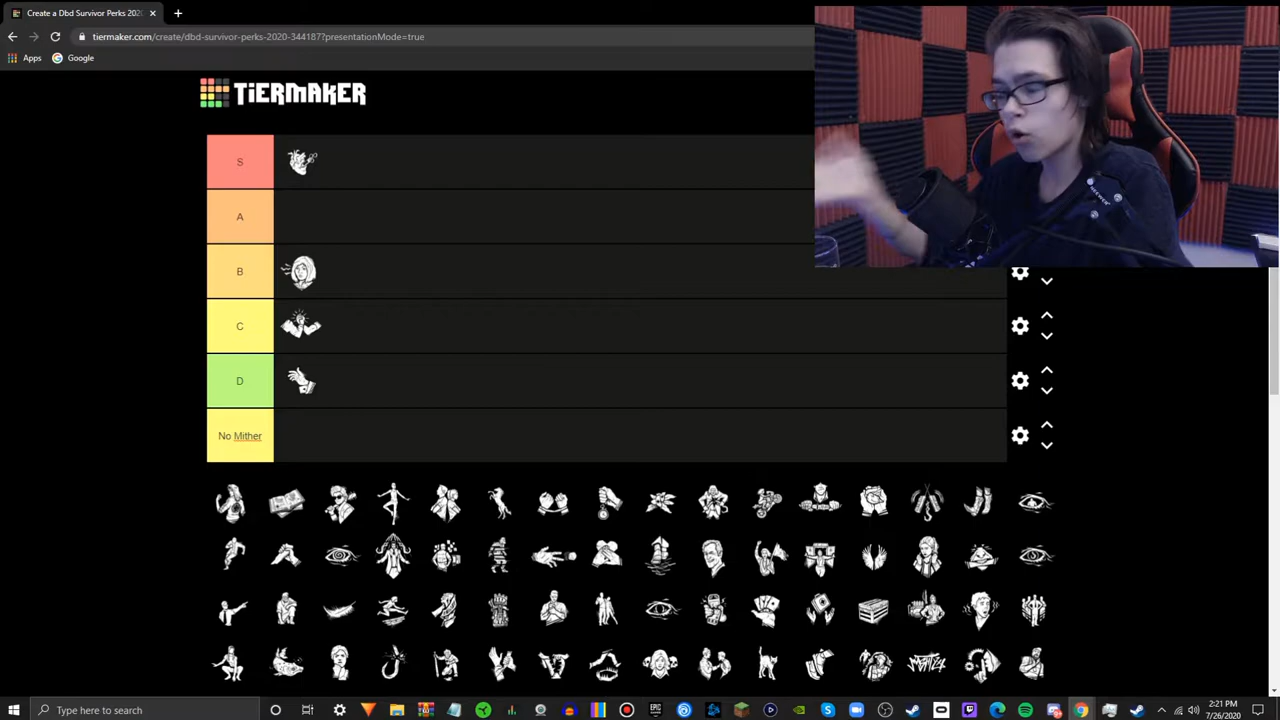 Create a Dbd Survivor Perks 202
tiermaker.com/create/dbd-survivor-perks-2020-344187?presentationMode=true
Apps
Google
TiERMAKER
S
A
B
C
D
No Mither
NEEWER
Type here to search
2:21 PM
7/26/2020